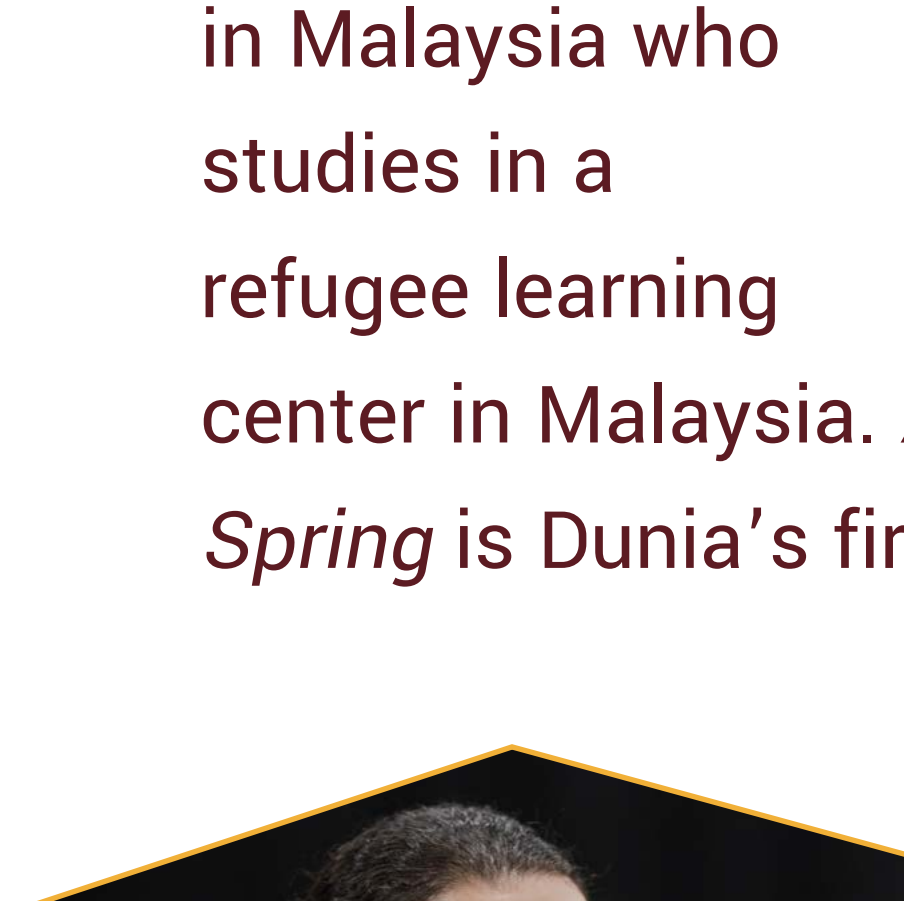 in Malaysia who
studies in a
refugee learning
center in Malaysia.
Spring is Dunia’s